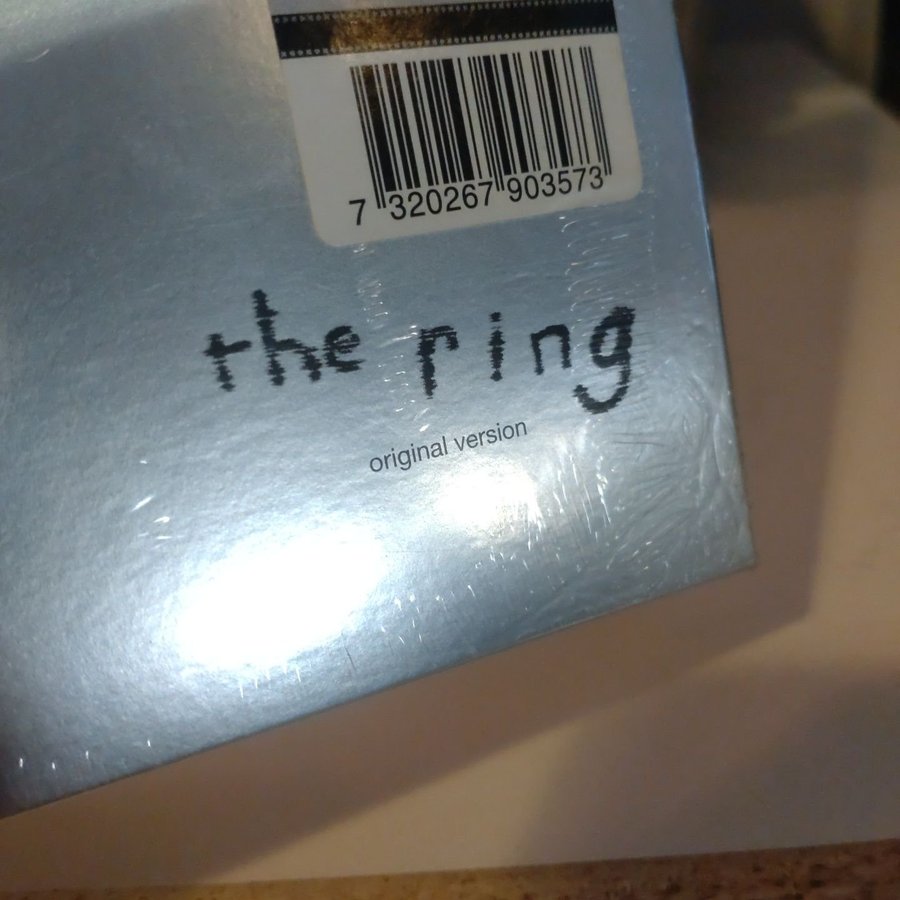 7 320267 903573
the ring
original version